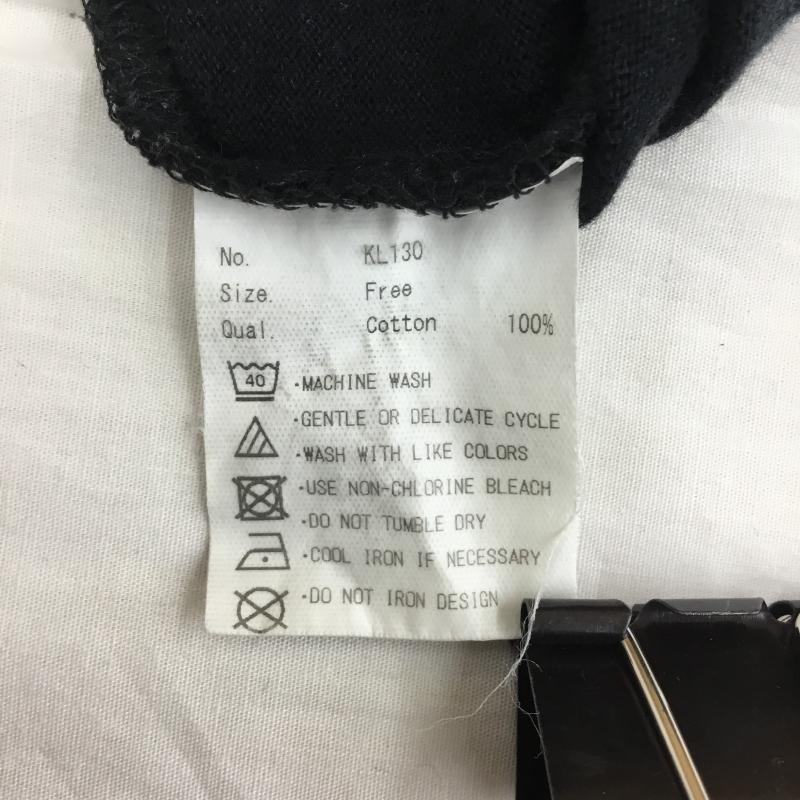 No. KL130
Size. Free
Qual. Cotton 100%
40 ·MACHINE WASH
·GENTLE OR DELICATE CYCLE
·WASH WITH LIKE COLORS
·USE NON-CHLORINE BLEACH
·DO NOT TUMBLE DRY
·COOL IRON IF NECESSARY
·DO NOT IRON DESIGN